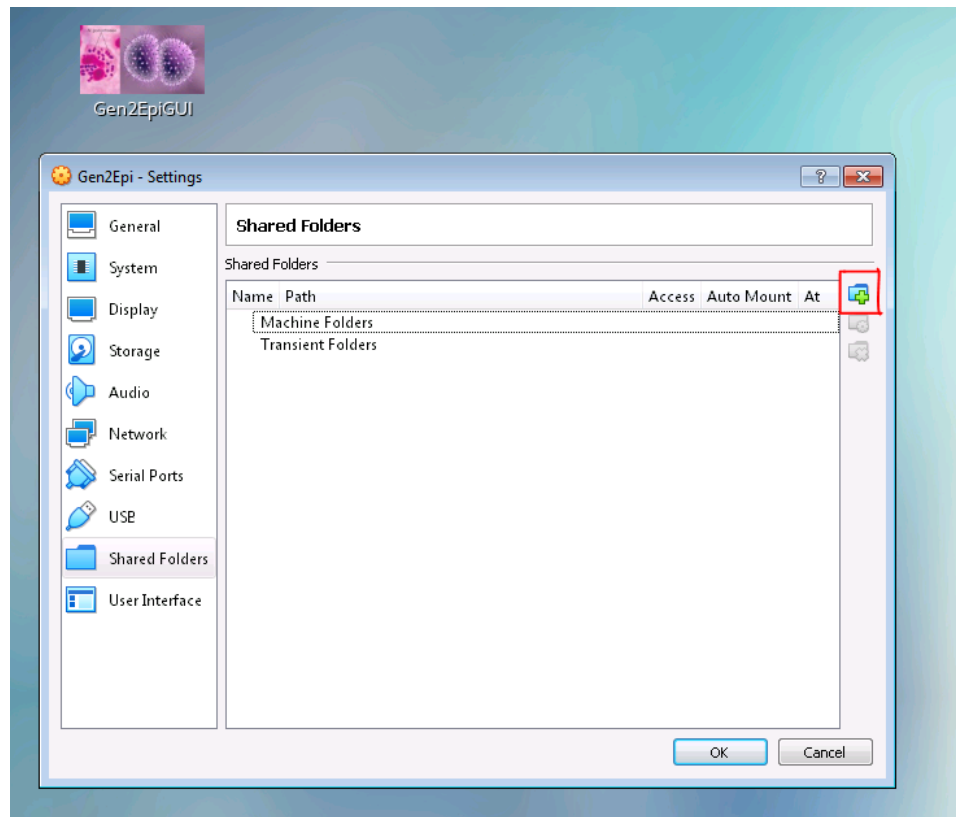 Gen2EpiGUI
Gen2Epi - Settings
General
System
Display
Storage
Audio
Network
Serial Ports
USB
Shared Folders
User Interface
Shared Folders
Shared Folders
Name Path Access Auto Mount At
Machine Folders
Transient Folders
OK Cancel